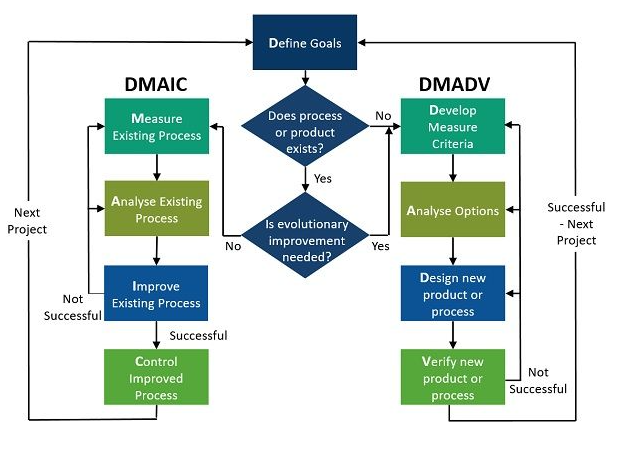 Define Goals
DMAIC
DMADV
Measure
Existing Process
Does process
or product
exists?
No
Develop
Measure
Criteria
Yes
Analyse Existing
Process
Analyse Options
Next
Project
Successful
- Next
Project
Is evolutionary
improvement
needed?
No
Yes
Improve
Existing Process
Design new
product or
process
Not
Successful
Successful
Control
Improved
Process
Verify new
product or
process
Not
Successful